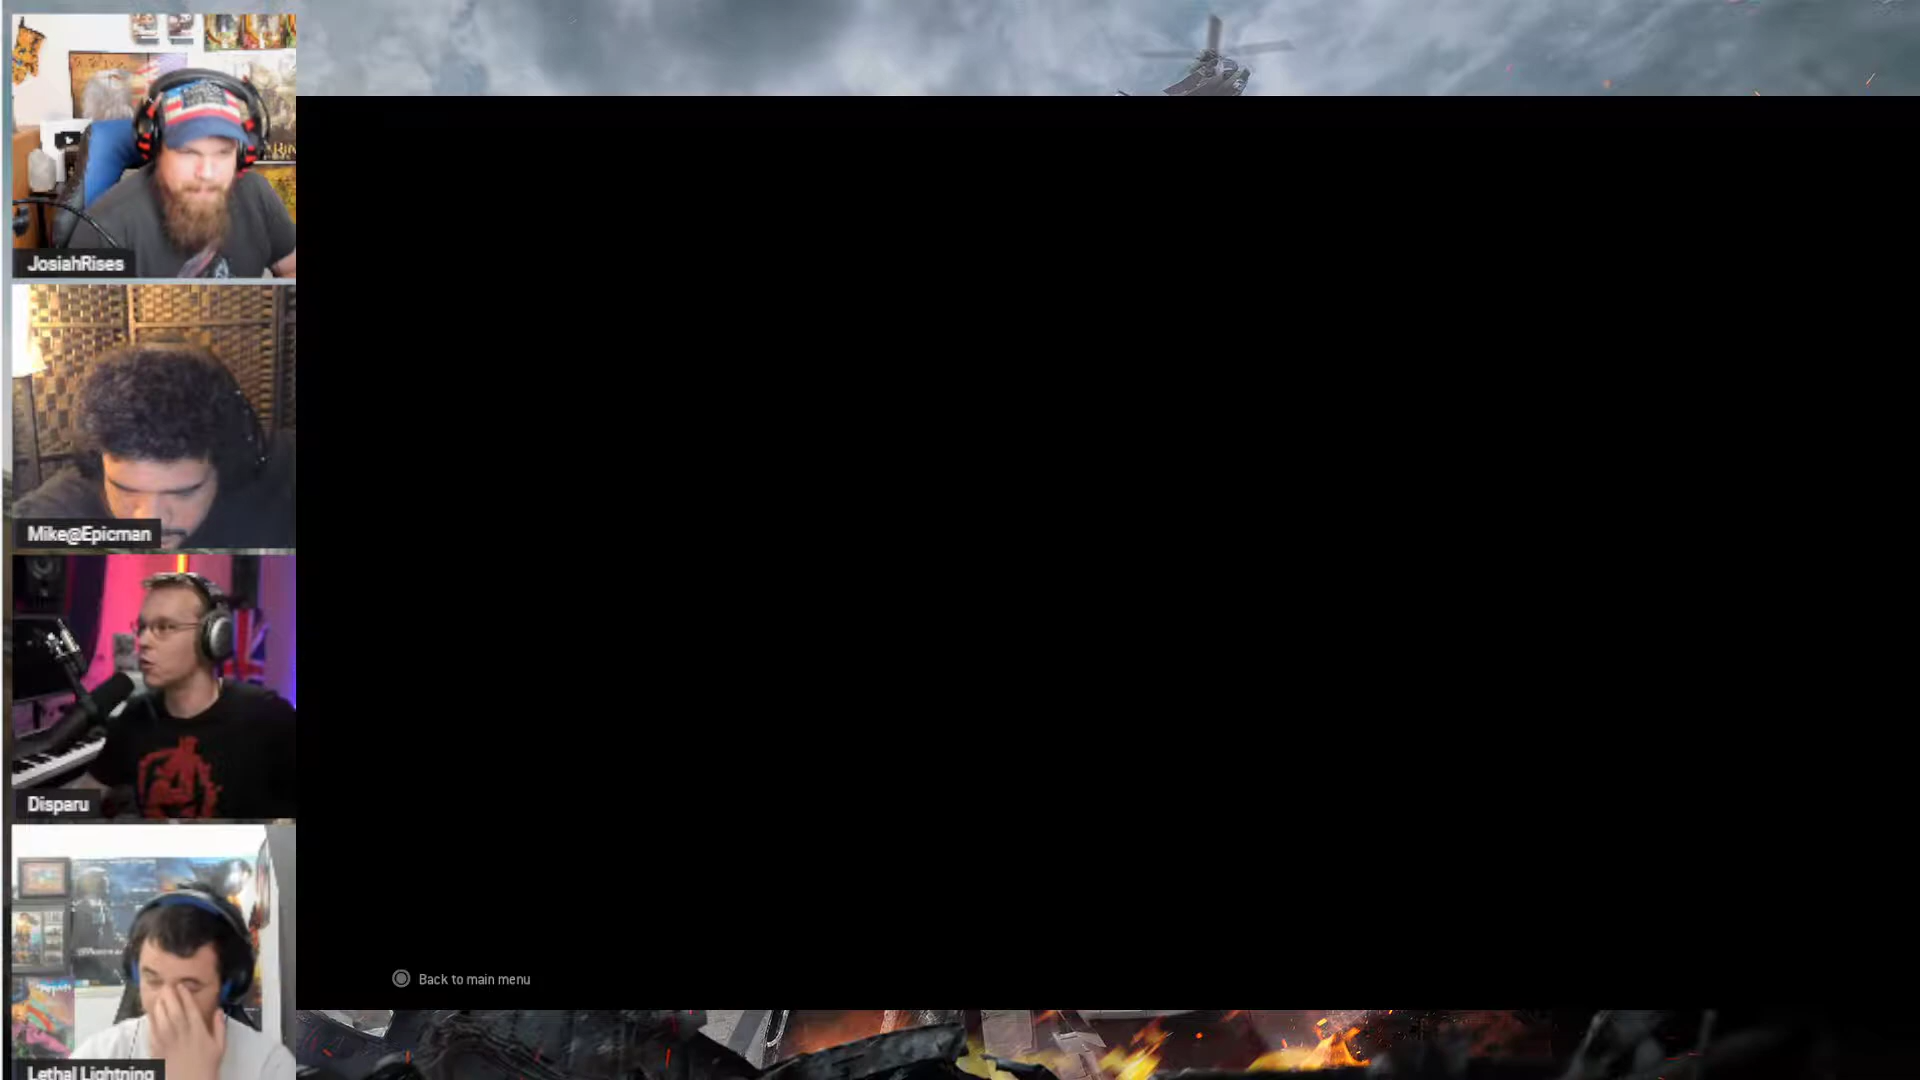 JosiahRises
Mike@Epicman
Disparu
Lethal Lightning
Back to main menu